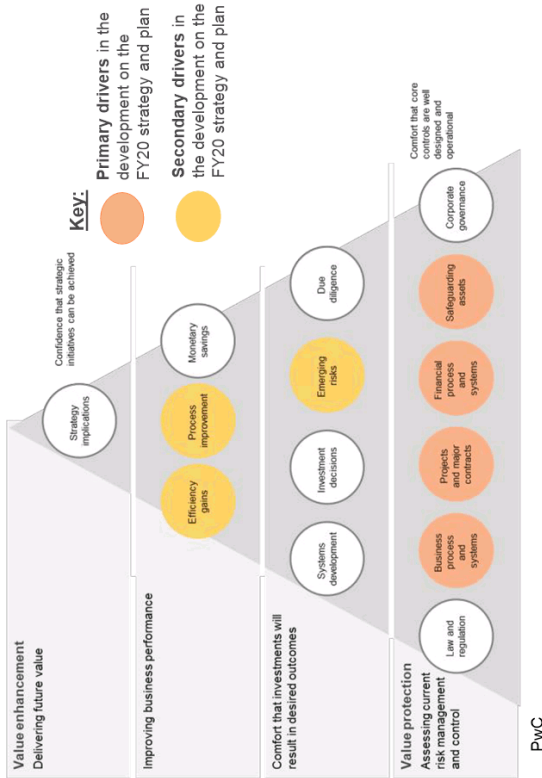 Key:
Primary drivers in the
development on the
FY20 strategy and plan
Secondary drivers in
the development on the
FY20 strategy and plan
Value enhancement
Delivering future value
Strategy
implications
Confidence that strategic
initiatives can be achieved
Improving business performance
Efficiency
gains
Process
improvement
Monetary
savings
Comfort that investments will
result in desired outcomes
Systems
development
Investment
decisions
Emerging
risks
Due
diligence
Value protection
Assessing current
risk management
and control
Law and
regulation
Business
process
and
systems
Projects
and major
contracts
Financial
process
and
systems
Safeguarding
assets
Corporate
governance
Comfort that core
controls are well
designed and
operational
PwC